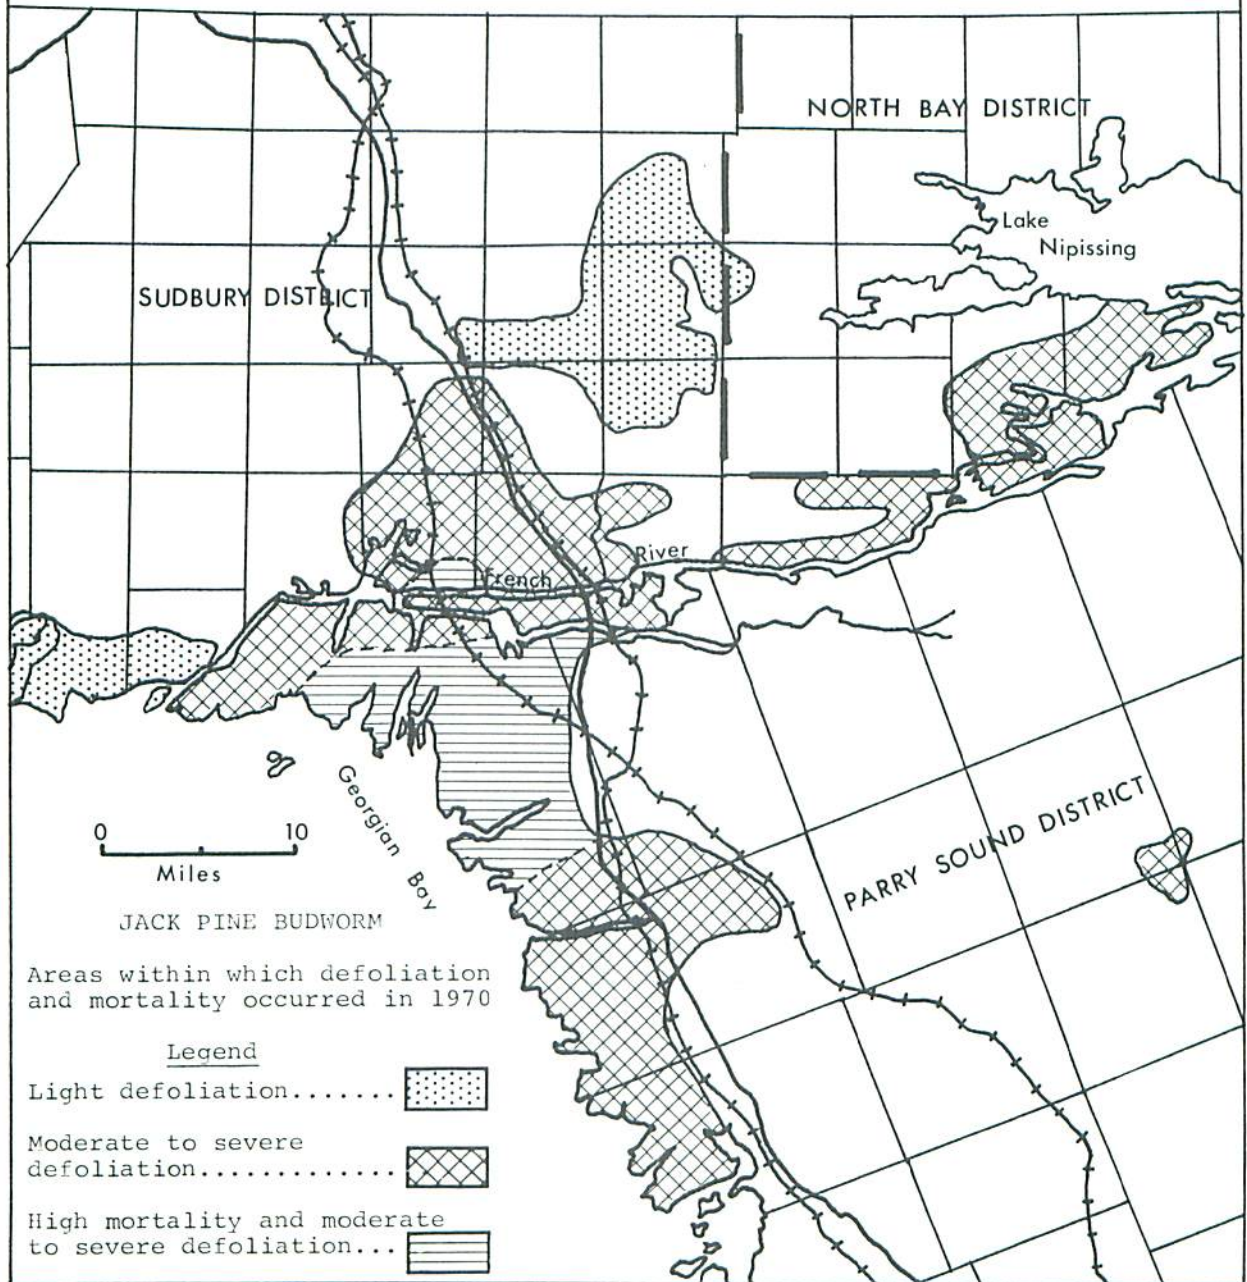 NORTH BAY DISTRICT
Lake
Nipissing
SUDBURY DISTRICT
River
French
Georgian Bay
PARRY SOUND DISTRICT
0 10
Miles
JACK PINE BUDWORM
Areas within which defoliation
and mortality occurred in 1970
Legend
Light defoliation.......
Moderate to severe
defoliation.............
High mortality and moderate
to severe defoliation...